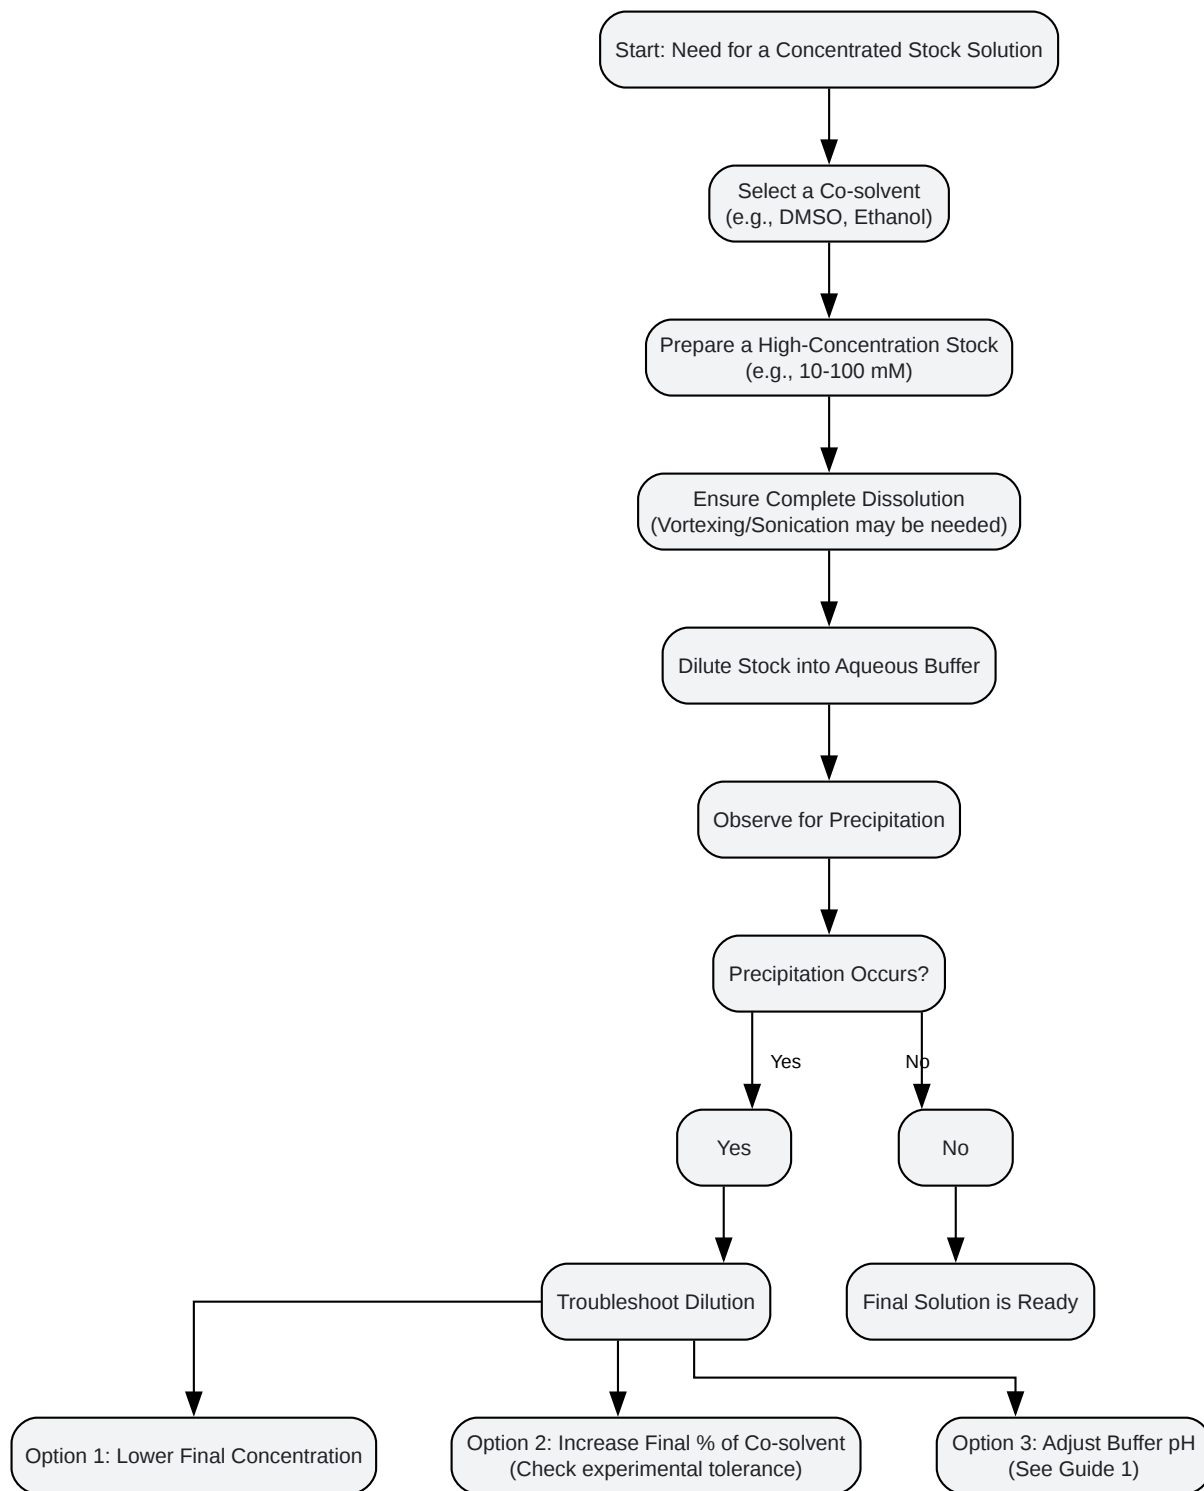 Start: Need for a Concentrated Stock Solution
Select a Co-solvent
(e.g., DMSO, Ethanol)
Prepare a High-Concentration Stock
(e.g., 10-100 mM)
Ensure Complete Dissolution
(Vortexing/Sonication may be needed)
Dilute Stock into Aqueous Buffer
Observe for Precipitation
Precipitation Occurs?
Yes
No
Yes
No
Troubleshoot Dilution
Final Solution is Ready
Option 1: Lower Final Concentration
Option 2: Increase Final % of Co-solvent
(Check experimental tolerance)
Option 3: Adjust Buffer pH
(See Guide 1)